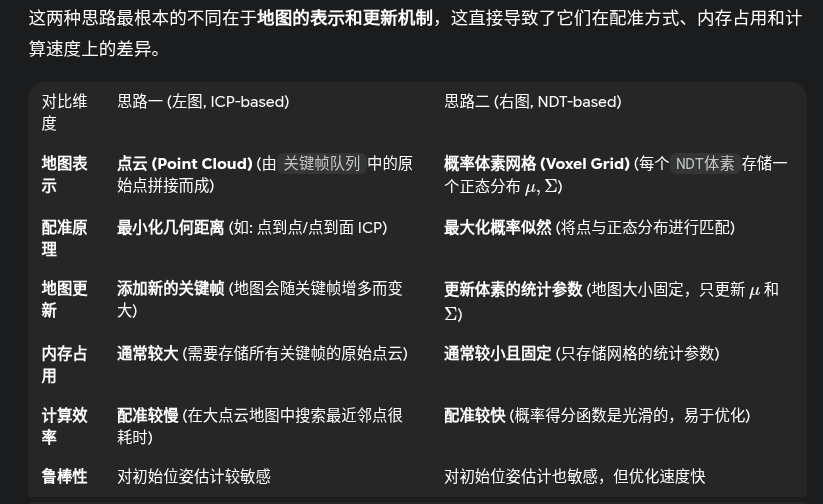 这两种思路最根本的不同在于地图的表示和更新机制，这直接导致了它们在配准方式、内存占用和计
算速度上的差异。
对比维度 思路一 (左图, ICP-based) 思路二 (右图, NDT-based)
地图表示 点云 (Point Cloud) (由 关键帧队列 中的原始点拼接而成) 概率体素网格 (Voxel Grid) (每个 NDT体素 存储一个正态分布 μ, Σ)
配准原理 最小化几何距离 (如: 点到点/点到面 ICP) 最大化概率似然 (将点与正态分布进行匹配)
地图更新 添加新的关键帧 (地图会随关键帧增多而变大) 更新体素的统计参数 (地图大小固定，只更新 μ 和 Σ)
内存占用 通常较大 (需要存储所有关键帧的原始点云) 通常较小且固定 (只存储网格的统计参数)
计算效率 配准较慢 (在大点云地图中搜索最近邻点很耗时) 配准较快 (概率得分函数是光滑的，易于优化)
鲁棒性 对初始位姿估计较敏感 对初始位姿估计也敏感，但优化速度快